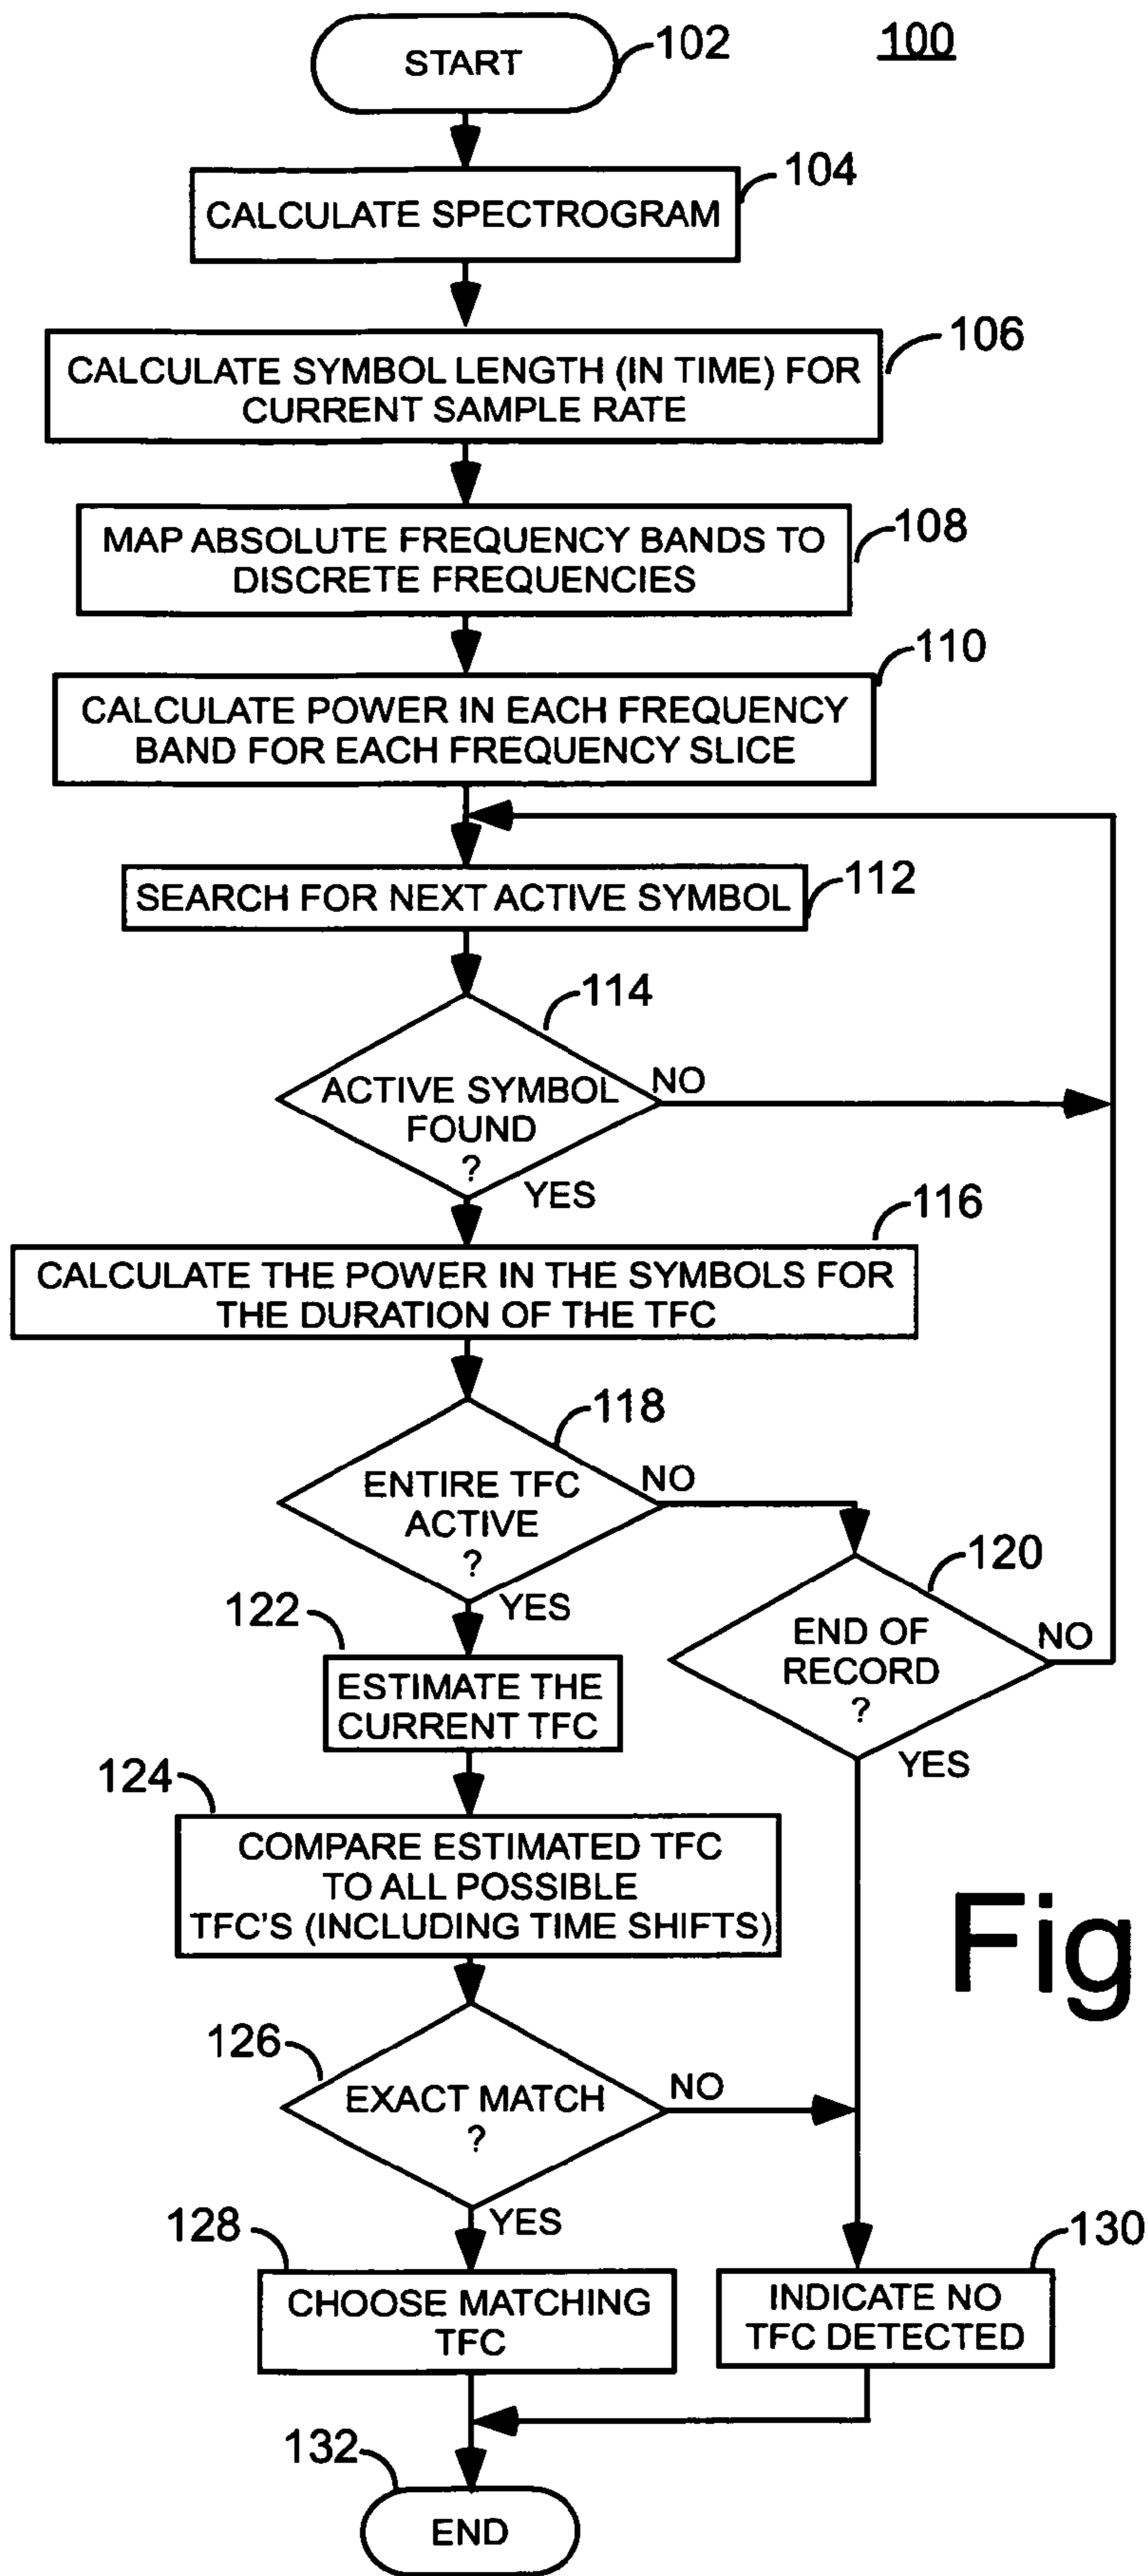 START
102
100
CALCULATE SPECTROGRAM
104
CALCULATE SYMBOL LENGTH (IN TIME) FOR
CURRENT SAMPLE RATE
106
MAP ABSOLUTE FREQUENCY BANDS TO
DISCRETE FREQUENCIES
108
CALCULATE POWER IN EACH FREQUENCY
BAND FOR EACH FREQUENCY SLICE
110
SEARCH FOR NEXT ACTIVE SYMBOL
112
114
ACTIVE SYMBOL
FOUND
?
NO
YES
116
CALCULATE THE POWER IN THE SYMBOLS FOR
THE DURATION OF THE TFC
118
ENTIRE TFC
ACTIVE
?
NO
YES
120
END OF
RECORD
?
NO
YES
122
ESTIMATE THE
CURRENT TFC
124
COMPARE ESTIMATED TFC
TO ALL POSSIBLE
TFC'S (INCLUDING TIME SHIFTS)
Fig
126
EXACT MATCH
?
NO
YES
128
CHOOSE MATCHING
TFC
130
INDICATE NO
TFC DETECTED
132
END